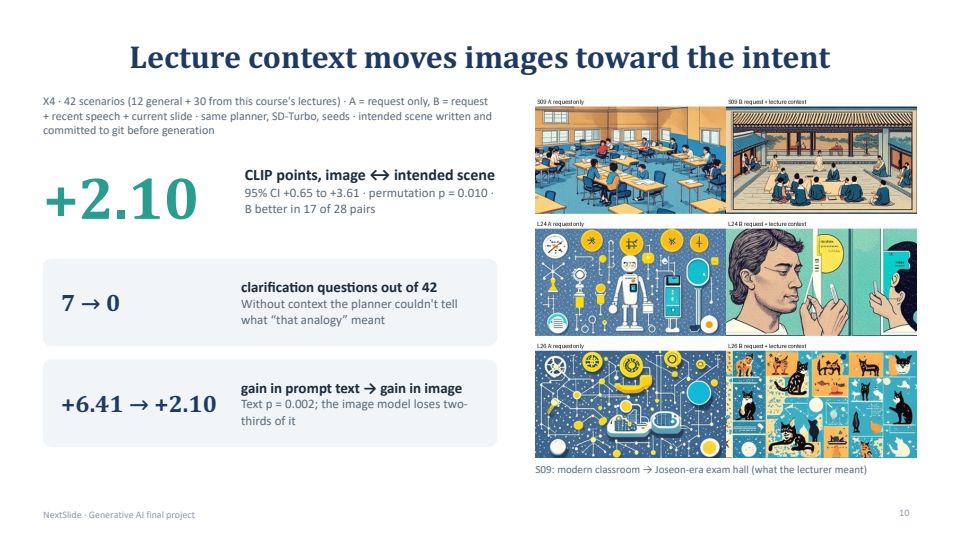 Lecture context moves images toward the intent
X4 · 42 scenarios (12 general + 30 from this course's lectures) · A = request only, B = request
+ recent speech + current slide · same planner, SD-Turbo, seeds · intended scene written and
committed to git before generation
+2.10
CLIP points, image ↔ intended scene
95% CI +0.65 to +3.61 · permutation p = 0.010 ·
B better in 17 of 28 pairs
7 → 0
clarification questions out of 42
Without context the planner couldn't tell
what “that analogy” meant
+6.41 → +2.10
gain in prompt text → gain in image
Text p = 0.002; the image model loses two-
thirds of it
S09 A request only
S09 B request + lecture context
L24 A request only
L24 B request + lecture context
L26 A request only
L26 B request + lecture context
S09: modern classroom → Joseon-era exam hall (what the lecturer meant)
NextSlide · Generative AI final project
10